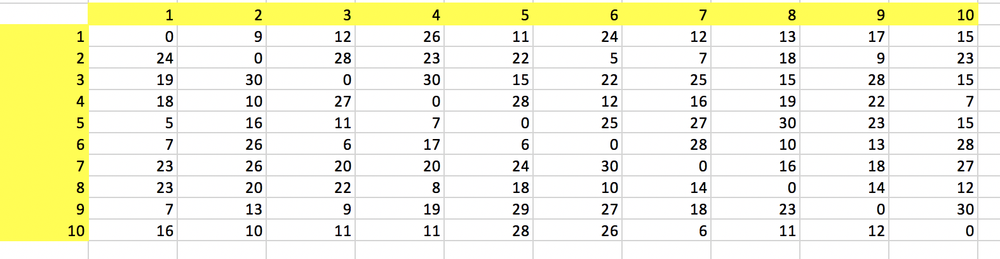 1 2 3 4 5 6 7 8 9 10
1 0 9 12 26 11 24 12 13 17 15
2 24 0 28 23 22 5 7 18 9 23
3 19 30 0 30 15 22 25 15 28 15
4 18 10 27 0 28 12 16 19 22 7
5 5 16 11 7 0 25 27 30 23 15
6 7 26 6 17 6 0 28 10 13 28
7 23 26 20 20 24 30 0 16 18 27
8 23 20 22 8 18 10 14 0 14 12
9 7 13 9 19 29 27 18 23 0 30
10 16 10 11 11 28 26 6 11 12 0